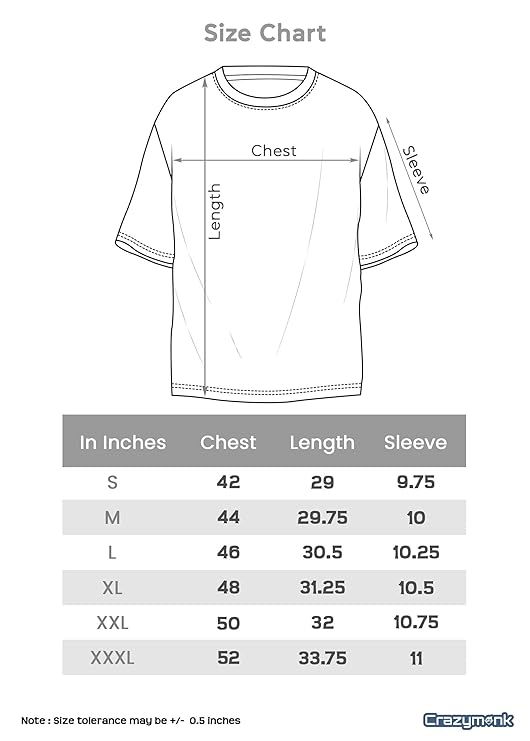 Size Chart
Chest
Sleeve
Length
In Inches Chest Length Sleeve
S 42 29 9.75
M 44 29.75 10
L 46 30.5 10.25
XL 48 31.25 10.5
XXL 50 32 10.75
XXXL 52 33.75 11
Note : Size tolerance may be +/- 0.5 inches
Crazymonk